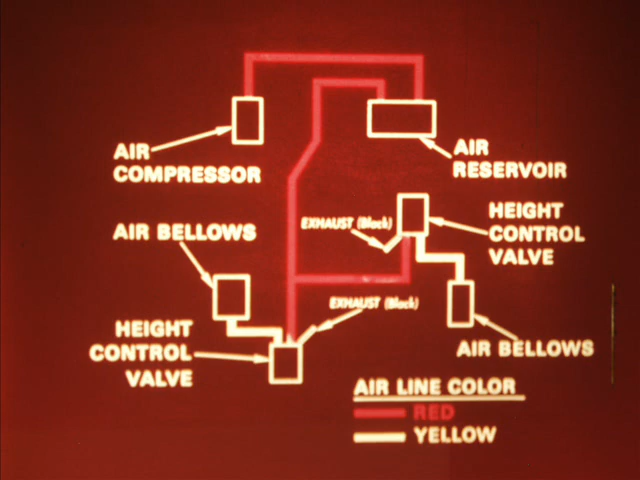 AIR
COMPRESSOR
AIR
RESERVOIR
EXHAUST (Black)
HEIGHT
CONTROL
VALVE
AIR BELLOWS
EXHAUST (Black)
HEIGHT
CONTROL
VALVE
AIR BELLOWS
AIR LINE COLOR
RED
YELLOW